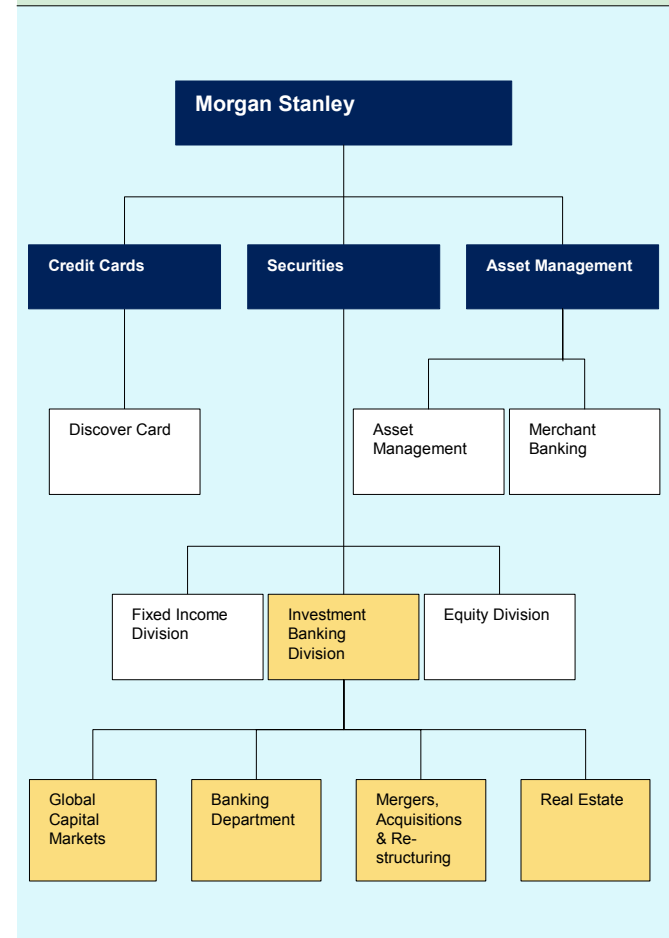 Morgan Stanley
Credit Cards
Securities
Asset Management
Discover Card
Asset
Management
Merchant
Banking
Fixed Income
Division
Investment
Banking
Division
Equity Division
Global
Capital
Markets
Banking
Department
Mergers,
Acquisitions
& Re-
structuring
Real Estate